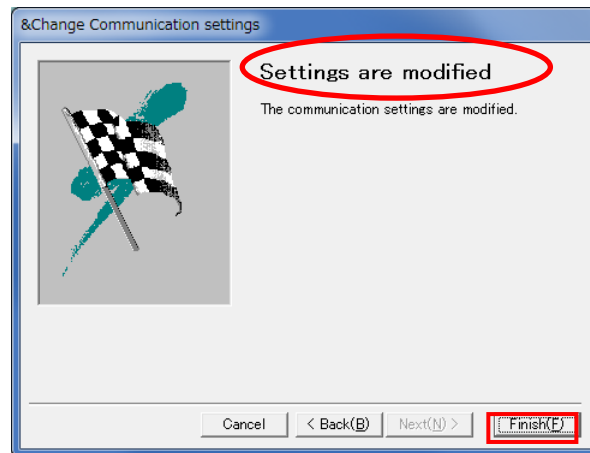 &Change Communication settings
Settings are modified
The communication settings are modified.
Cancel
< Back(B)
Next(N) >
Finish(F)